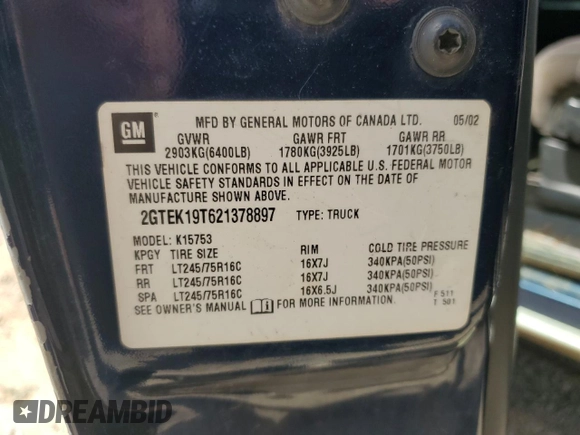 GM
MFD BY GENERAL MOTORS OF CANADA LTD. 05/02
GVWR GAWR FRT GAWR RR
2903KG(6400LB) 1780KG(3925LB) 1701KG(3750LB)
THIS VEHICLE CONFORMS TO ALL APPLICABLE U.S. FEDERAL MOTOR
VEHICLE SAFETY STANDARDS IN EFFECT ON THE DATE OF
MANUFACTURE SHOWN ABOVE.
2GTEK19T621378897 TYPE: TRUCK
MODEL: K15753
KPGY TIRE SIZE RIM COLD TIRE PRESSURE
FRT LT245/75R16C 16X7J 340KPA(50PSI)
RR LT245/75R16C 16X7J 340KPA(50PSI)
SPA LT245/75R16C 16X6.5J 340KPA(50PSI)
SEE OWNER'S MANUAL FOR MORE INFORMATION.
F 511
T 501
DREAMBID